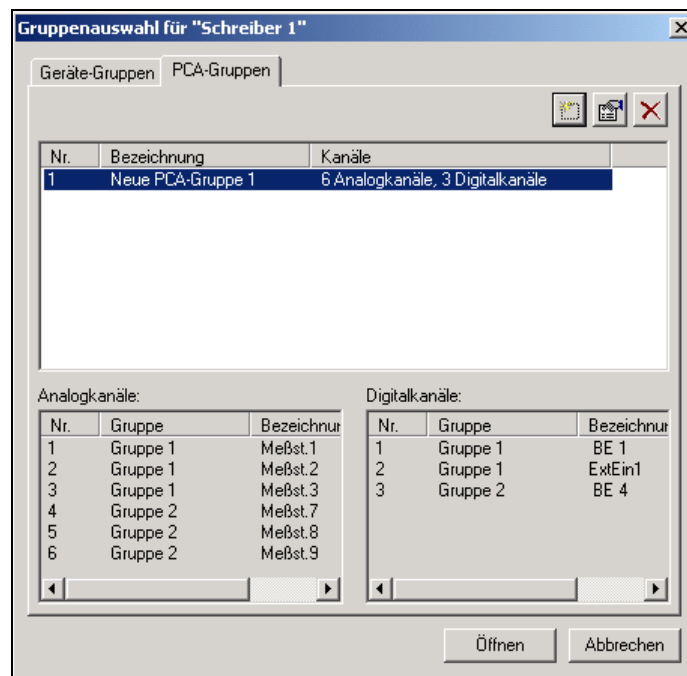 Gruppenauswahl für "Schreiber 1"
Geräte-Gruppen PCA-Gruppen
Nr. Bezeichnung Kanäle
1 Neue PCA-Gruppe 1 6 Analogkanäle, 3 Digitalkanäle
Analogkanäle:
Nr. Gruppe Bezeichnur
1 Gruppe 1 Meßst.1
2 Gruppe 1 Meßst.2
3 Gruppe 1 Meßst.3
4 Gruppe 2 Meßst.7
5 Gruppe 2 Meßst.8
6 Gruppe 2 Meßst.9
Digitalkanäle:
Nr. Gruppe Bezeichnur
1 Gruppe 1 BE 1
2 Gruppe 1 ExtEin1
3 Gruppe 2 BE 4
Öffnen Abbrechen